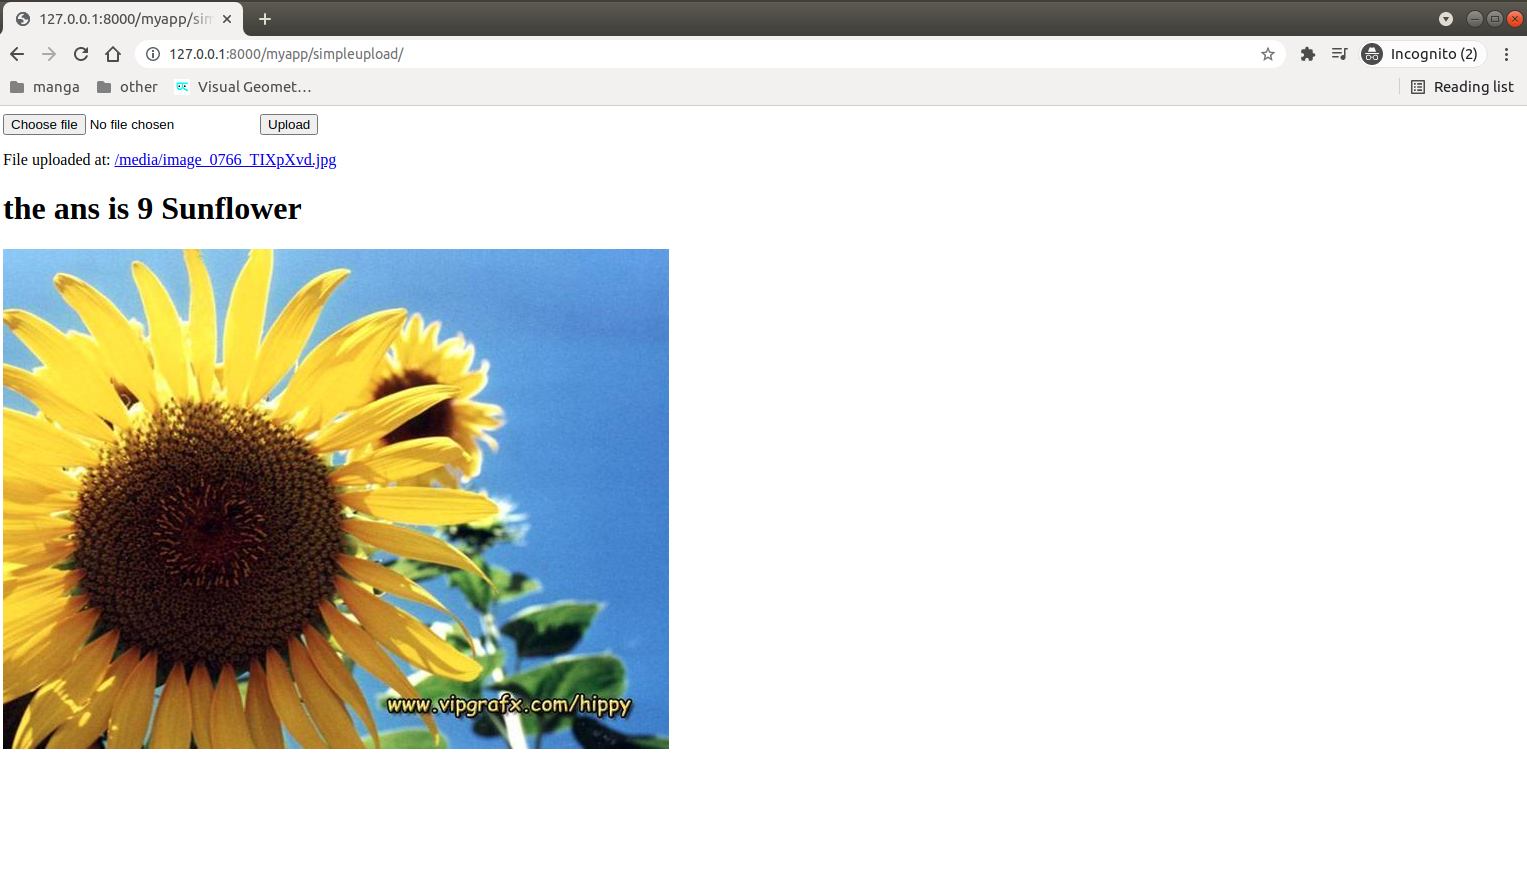 127.0.0.1:8000/myapp/sim
127.0.0.1:8000/myapp/simpleupload/
Incognito (2)
manga
other
Visual Geomet…
Reading list
Choose file No file chosen Upload
File uploaded at: /media/image_0766_TIXpXvd.jpg
the ans is 9 Sunflower
www.vipgrafx.com/hippy